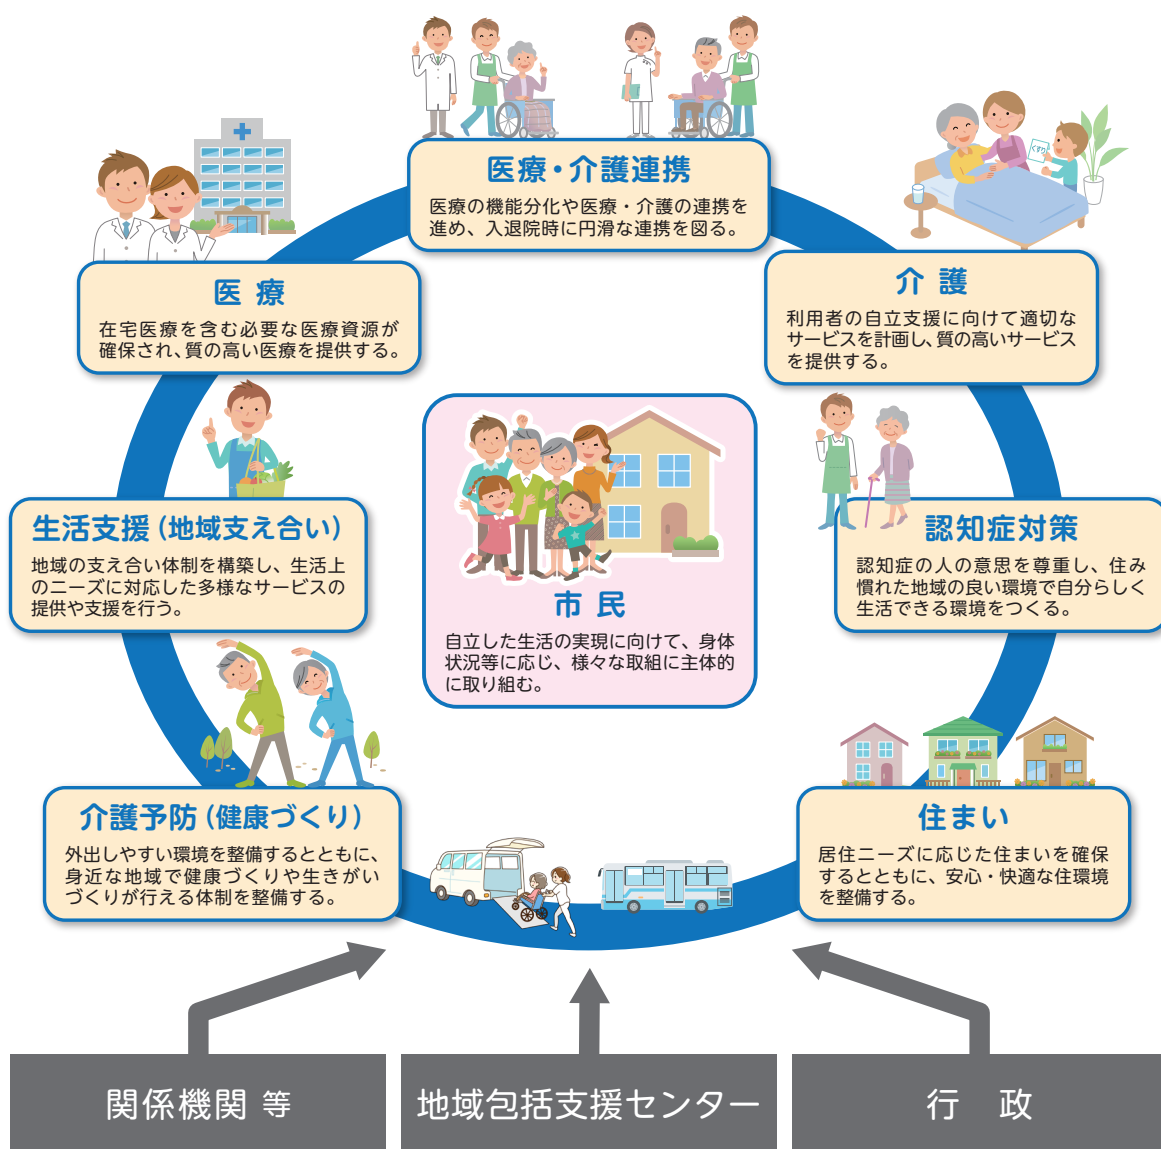 医療・介護連携
医療の機能分化や医療・介護の連携を
進め、入退院時に円滑な連携を図る。
くすり
医 療
在宅医療を含む必要な医療資源が
確保され、質の高い医療を提供する。
介 護
利用者の自立支援に向けて適切な
サービスを計画し、質の高いサービス
を提供する。
生活支援（地域支え合い）
地域の支え合い体制を構築し、生活上
のニーズに対応した多様なサービスの
提供や支援を行う。
市 民
自立した生活の実現に向けて、身体
状況等に応じ、様々な取組に主体的
に取り組む。
認知症対策
認知症の人の意思を尊重し、住み
慣れた地域の良い環境で自分らしく
生活できる環境をつくる。
介護予防（健康づくり）
外出しやすい環境を整備するとともに、
身近な地域で健康づくりや生きがい
づくりが行える体制を整備する。
住まい
居住ニーズに応じた住まいを確保
するとともに、安心・快適な住環境
を整備する。
関係機関 等
地域包括支援センター
行　政